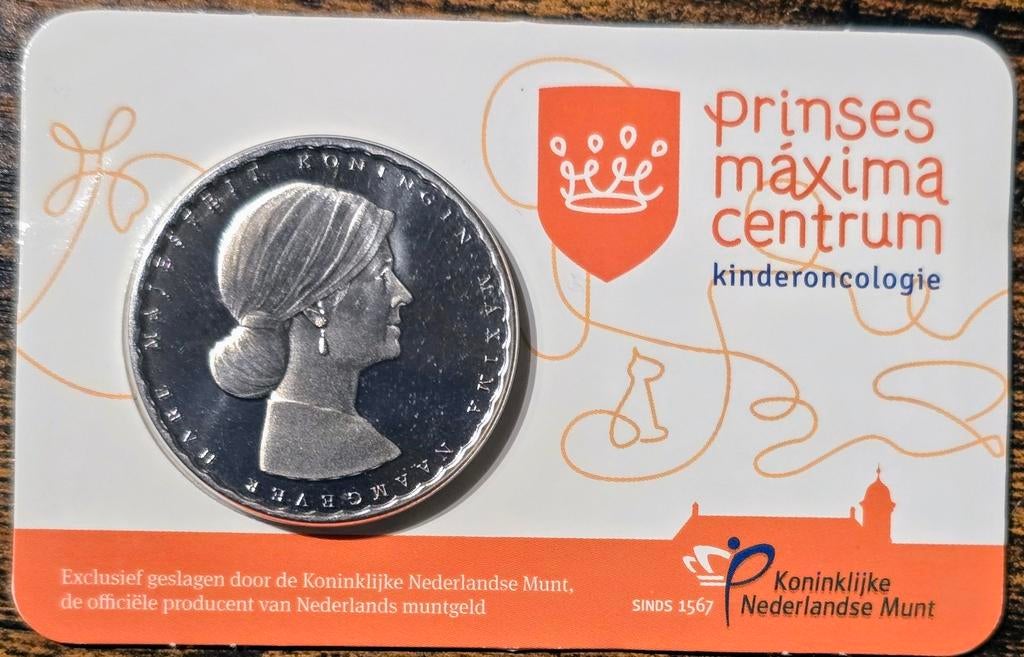 HARE MAJESTEIT KONINGIN MÁXIMA NAAMGEVER
prinses
máxima
centrum
kinderoncologie
Exclusief geslagen door de Koninklijke Nederlandse Munt,
de officiële producent van Nederlands muntgeld
SINDS 1567
Koninklijke
Nederlandse Munt